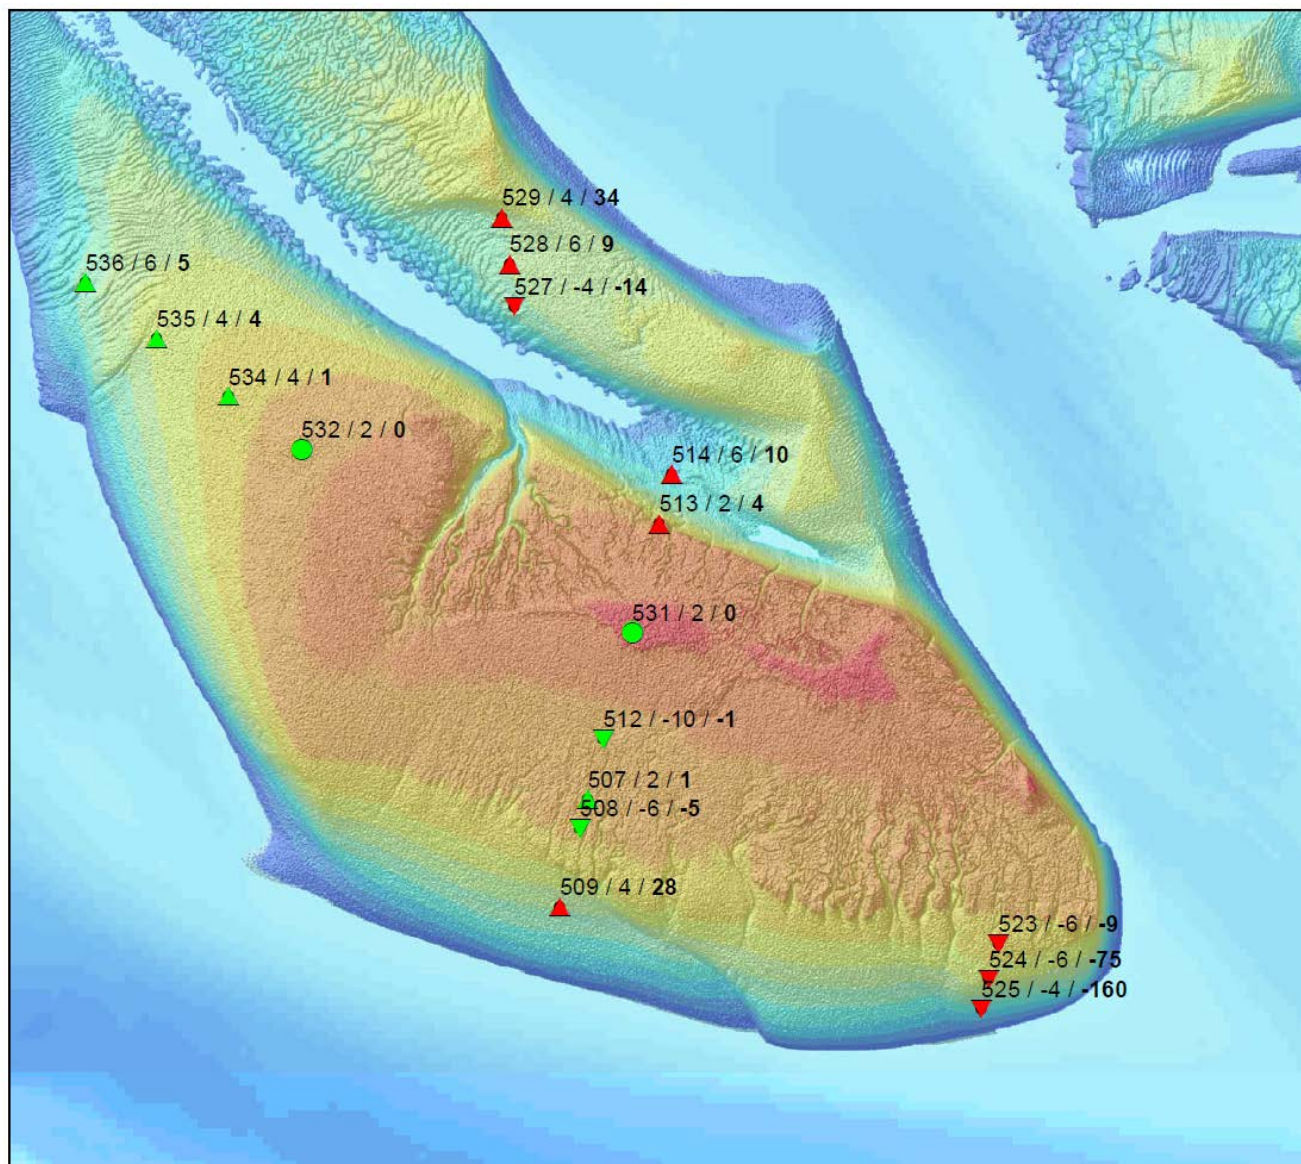 529 / 4 / 34
528 / 6 / 9
536 / 6 / 5
527 / -4 / -14
535 / 4 / 4
534 / 4 / 1
532 / 2 / 0
514 / 6 / 10
513 / 2 / 4
531 / 2 / 0
512 / -10 / -1
507 / 2 / 1
508 / -6 / -5
509 / 4 / 28
523 / -6 / -9
524 / -6 / -75
525 / -4 / -160